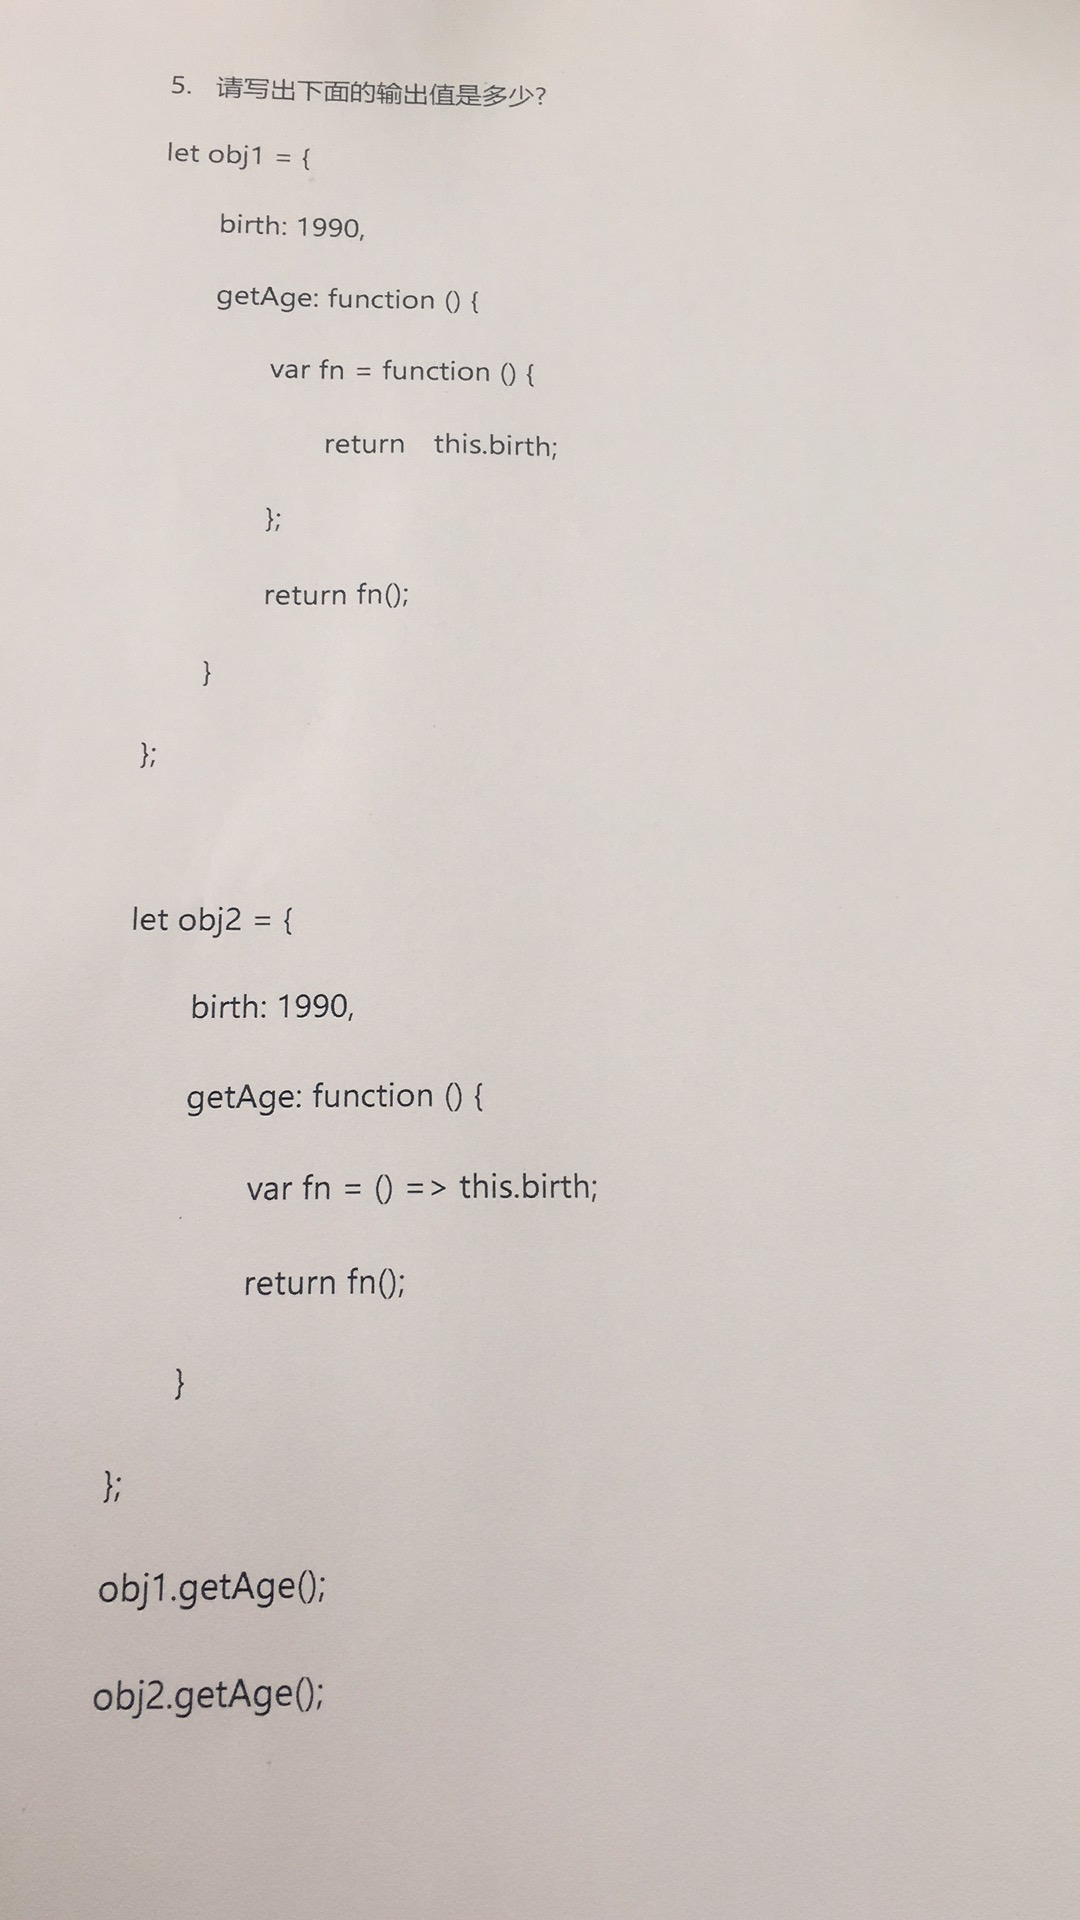 5. 请写出下面的输出值是多少?
let obj1 = {
birth: 1990,
getAge: function () {
var fn = function () {
return this.birth;
};
return fn();
}
};
let obj2 = {
birth: 1990,
getAge: function () {
var fn = () => this.birth;
return fn();
}
};
obj1.getAge();
obj2.getAge();